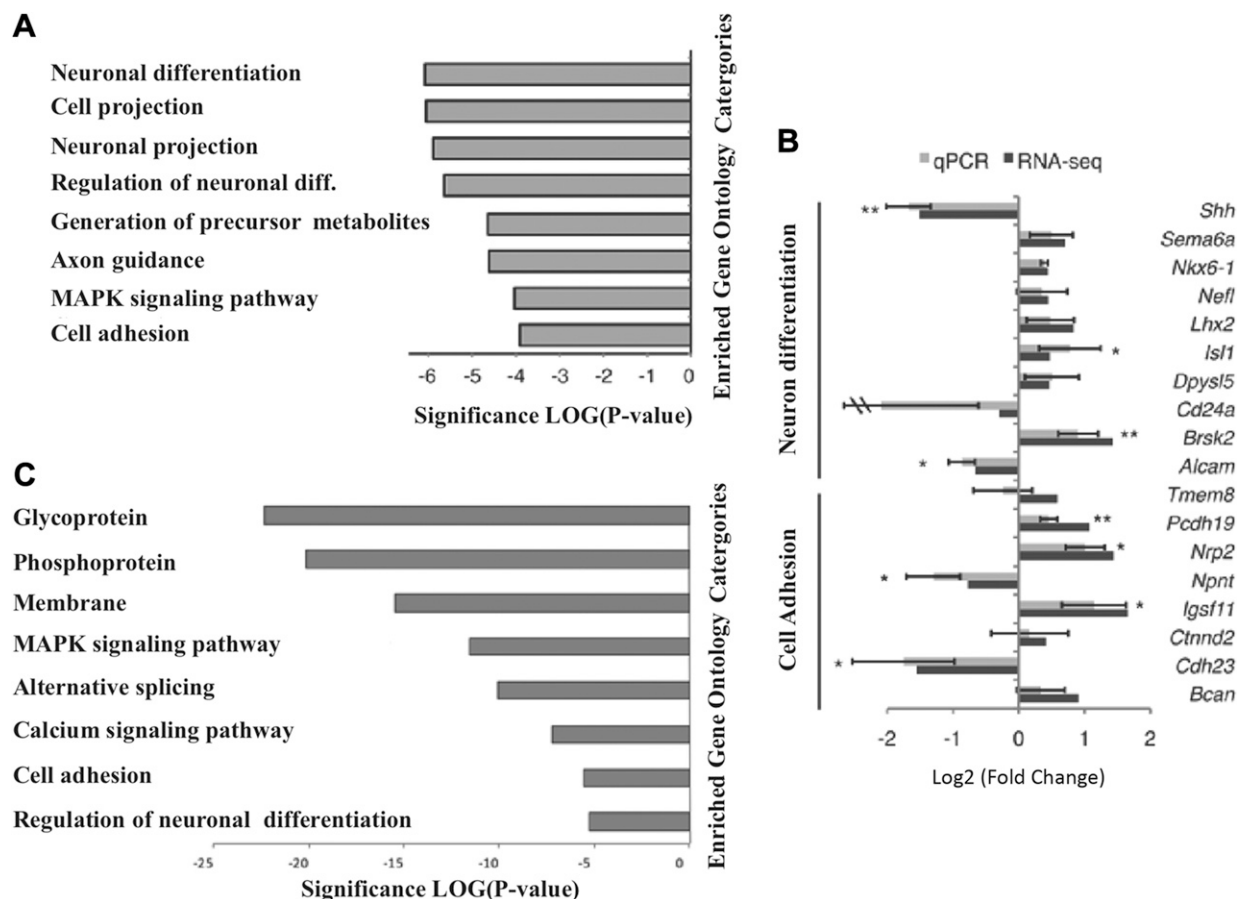 A
Neuronal differentiation
Cell projection
Neuronal projection
Regulation of neuronal diff.
Generation of precursor metabolites
Axon guidance
MAPK signaling pathway
Cell adhesion
-6 -5 -4 -3 -2 -1 0
Significance LOG(P-value)
Enriched Gene Ontology Catergories
B
qPCR RNA-seq
Neuron differentiation
Cell Adhesion
** Shh
Sema6a
Nkx6-1
Nefl
Lhx2
* Isl1
Dpysl5
Cd24a
** Brsk2
* Alcam
Tmem8
** Pcdh19
* Nrp2
* Npnt
* Igsf11
Ctnnd2
* Cdh23
Bcan
-2 -1 0 1 2
Log2 (Fold Change)
C
Glycoprotein
Phosphoprotein
Membrane
MAPK signaling pathway
Alternative splicing
Calcium signaling pathway
Cell adhesion
Regulation of neuronal differentiation
-25 -20 -15 -10 -5 0
Significance LOG(P-value)
Enriched Gene Ontology Catergories